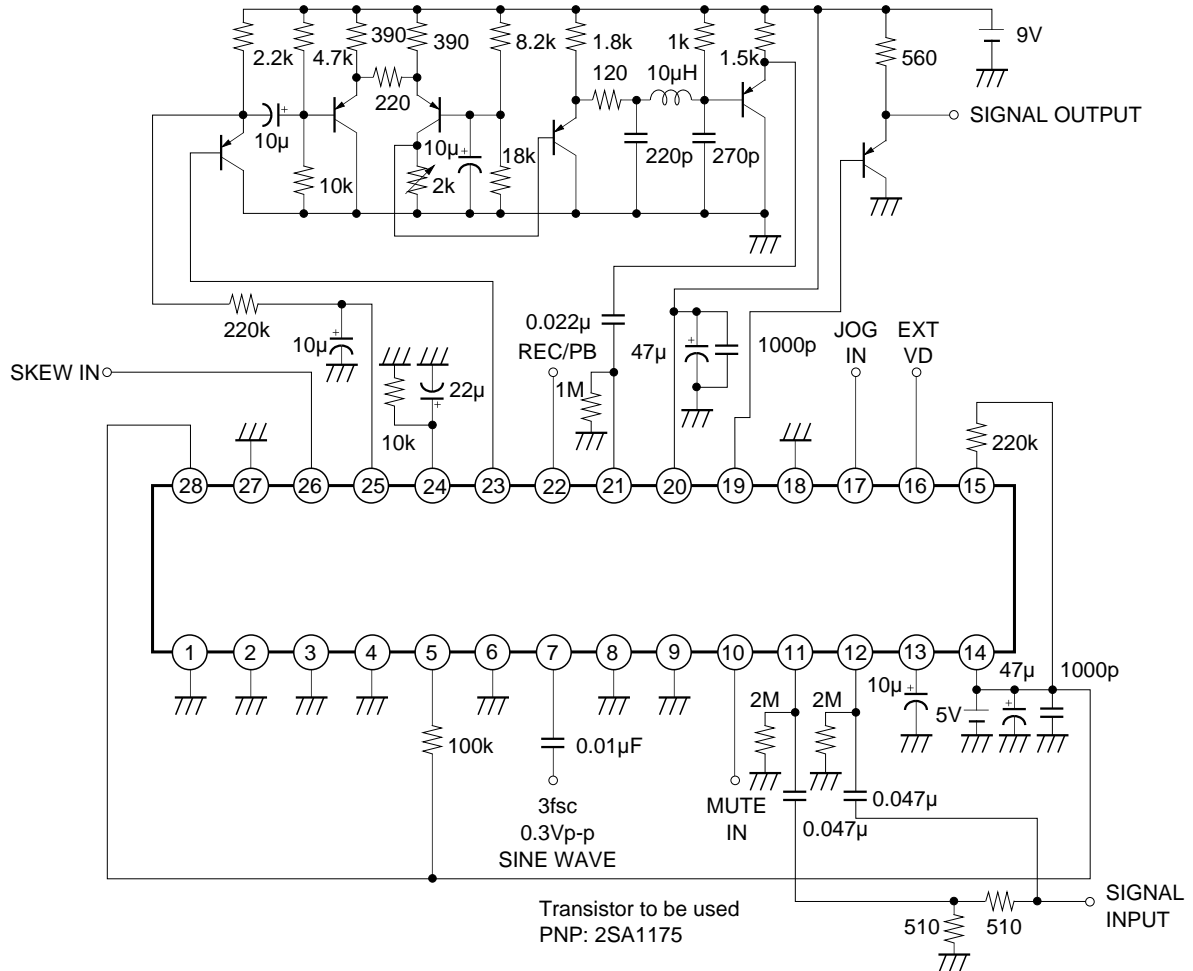 2.2k
4.7k
390
390
8.2k
1.8k
1k
1.5k
560
9V
220
120
10µH
SIGNAL OUTPUT
10µ
+
10k
2k
10µ
+
18k
220p
270p
220k
10µ
+
0.022µ
REC/PB
1M
47µ
+
1000p
JOG
IN
EXT
VD
SKEW IN
22µ
+
10k
220k
28
27
26
25
24
23
22
21
20
19
18
17
16
15
1
2
3
4
5
6
7
8
9
10
11
12
13
14
100k
0.01µF
3fsc
0.3Vp-p
SINE WAVE
MUTE
IN
2M
2M
10µ
+
5V
47µ
+
1000p
0.047µ
0.047µ
Transistor to be used
PNP: 2SA1175
510
510
SIGNAL
INPUT